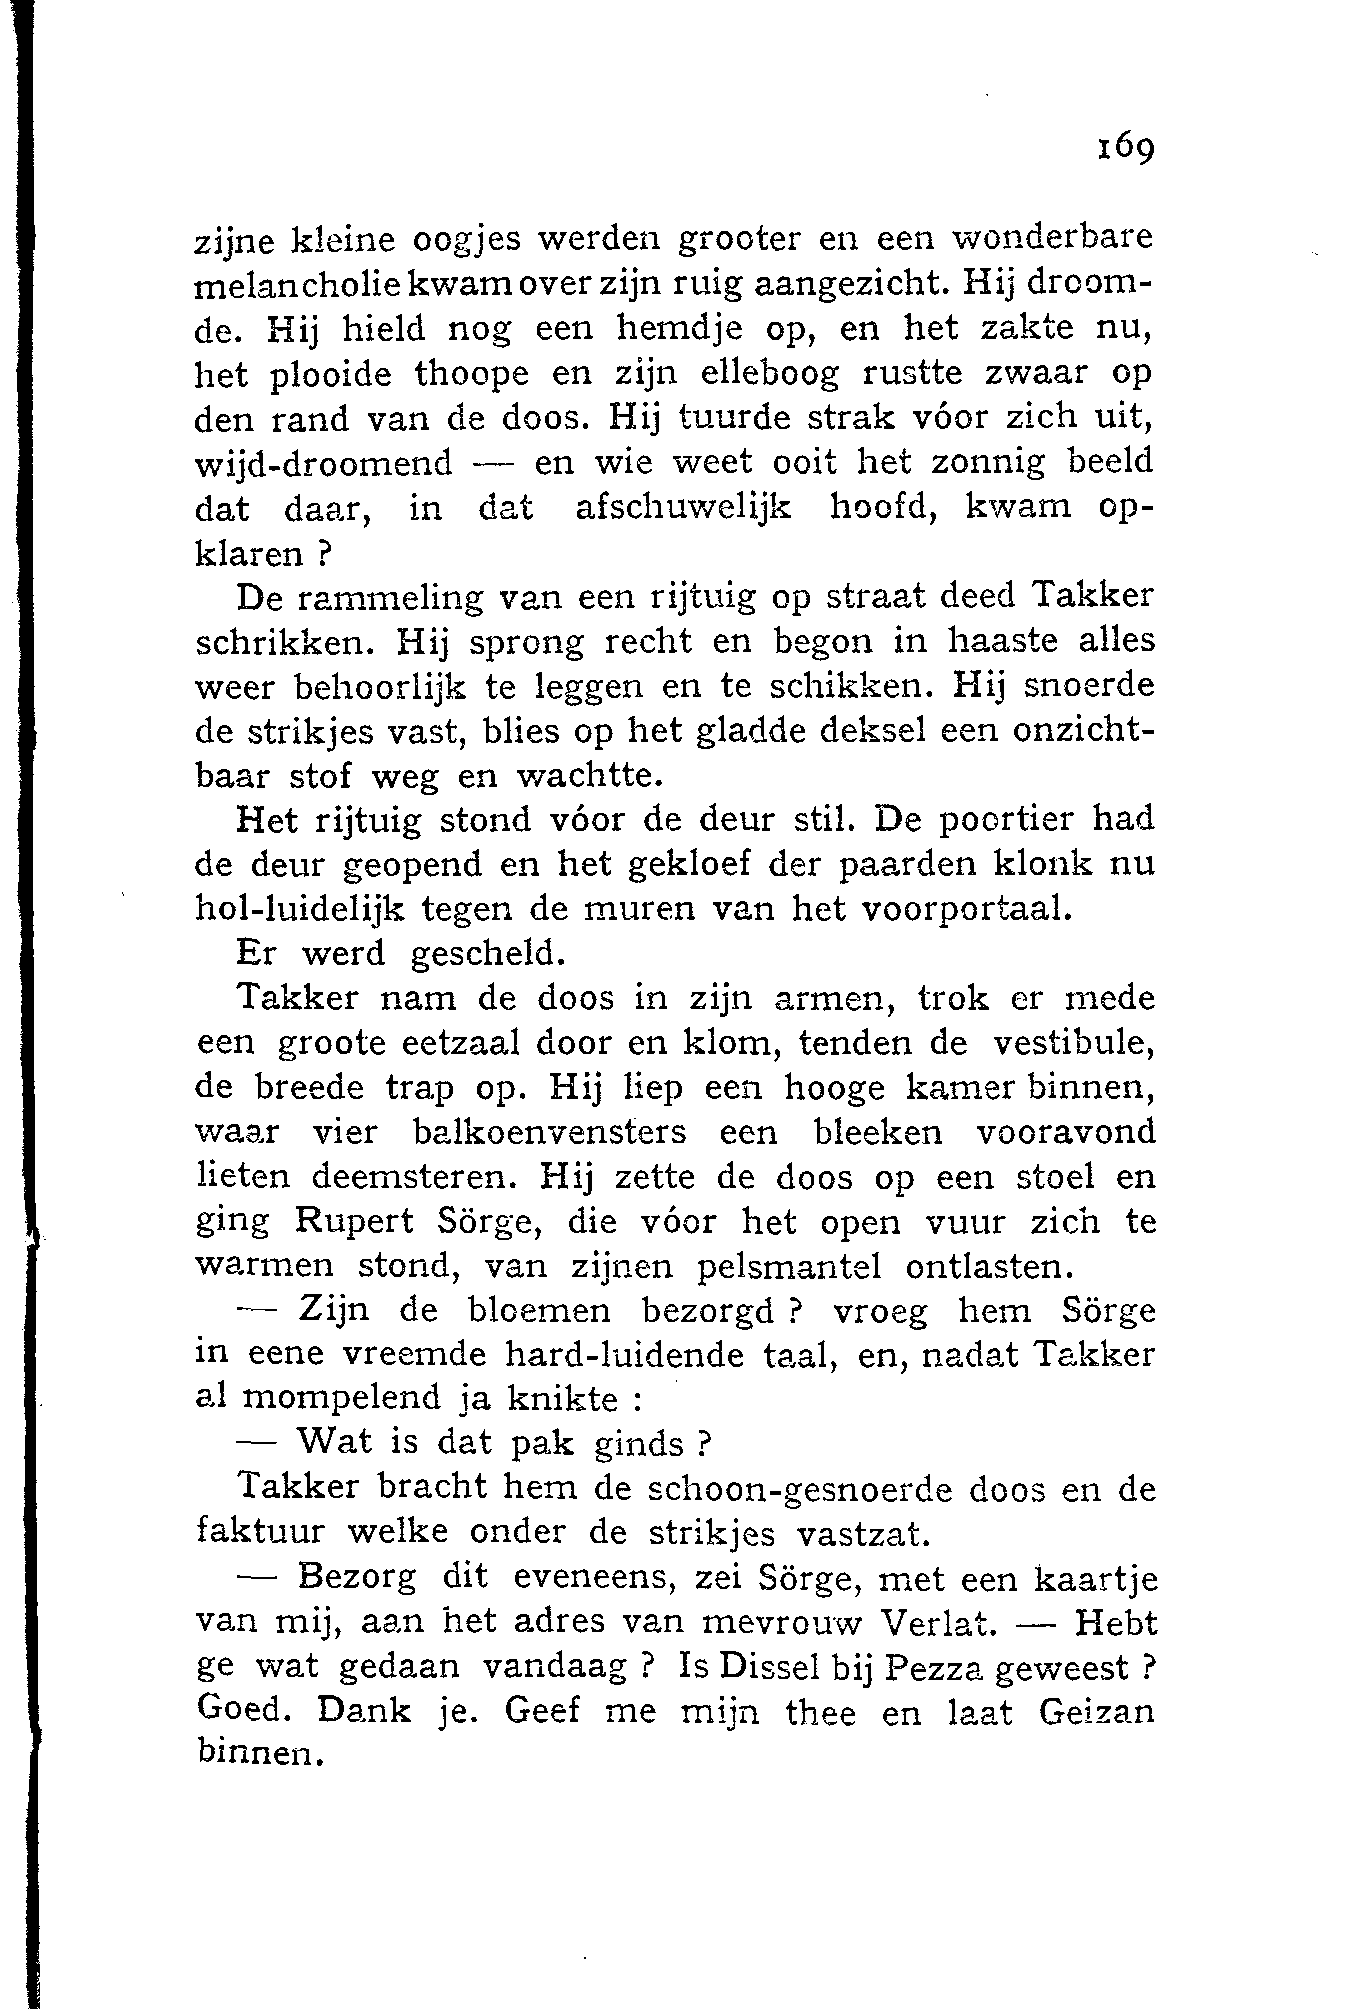 169
zijne kleine oogjes werden grooter en een wonderbare
melancholie kwam over zijn ruig aangezicht. Hij droom-
de. Hij hield nog een hemdje op, en het zakte nu,
het plooide thoope en zijn elleboog rustte zwaar op
den rand van de doos. Hij tuurde strak vóor zich uit,
wijd-droomend — en wie weet ooit het zonnig beeld
dat daar, in dat afschuwelijk hoofd, kwam op-
klaren ?
De rammeling van een rijtuig op straat deed Takker
schrikken. Hij sprong recht en begon in haaste alles
weer behoorlijk te leggen en te schikken. Hij snoerde
de strikjes vast, blies op het gladde deksel een onzicht-
baar stof weg en wachtte.
Het rijtuig stond vóor de deur stil. De poortier had
de deur geopend en het gekloef der paarden klonk nu
hol-luidelijk tegen de muren van het voorportaal.
Er werd gescheld.
Takker nam de doos in zijn armen, trok er mede
een groote eetzaal door en klom, tenden de vestibule,
de breede trap op. Hij liep een hooge kamer binnen,
waar vier balkoenvensters een bleeken vooravond
lieten deemsteren. Hij zette de doos op een stoel en
ging Rupert Sörge, die vóor het open vuur zich te
warmen stond, van zijnen pelsmantel ontlasten.
— Zijn de bloemen bezorgd ? vroeg hem Sörge
in eene vreemde hard-luidende taal, en, nadat Takker
al mompelend ja knikte :
— Wat is dat pak ginds ?
Takker bracht hem de schoon-gesnoerde doos en de
faktuur welke onder de strikjes vastzat.
— Bezorg dit eveneens, zei Sörge, met een kaartje
van mij, aan het adres van mevrouw Verlat. — Hebt
ge wat gedaan vandaag ? Is Dissel bij Pezza geweest ?
Goed. Dank je. Geef me mijn thee en laat Geizan
binnen.